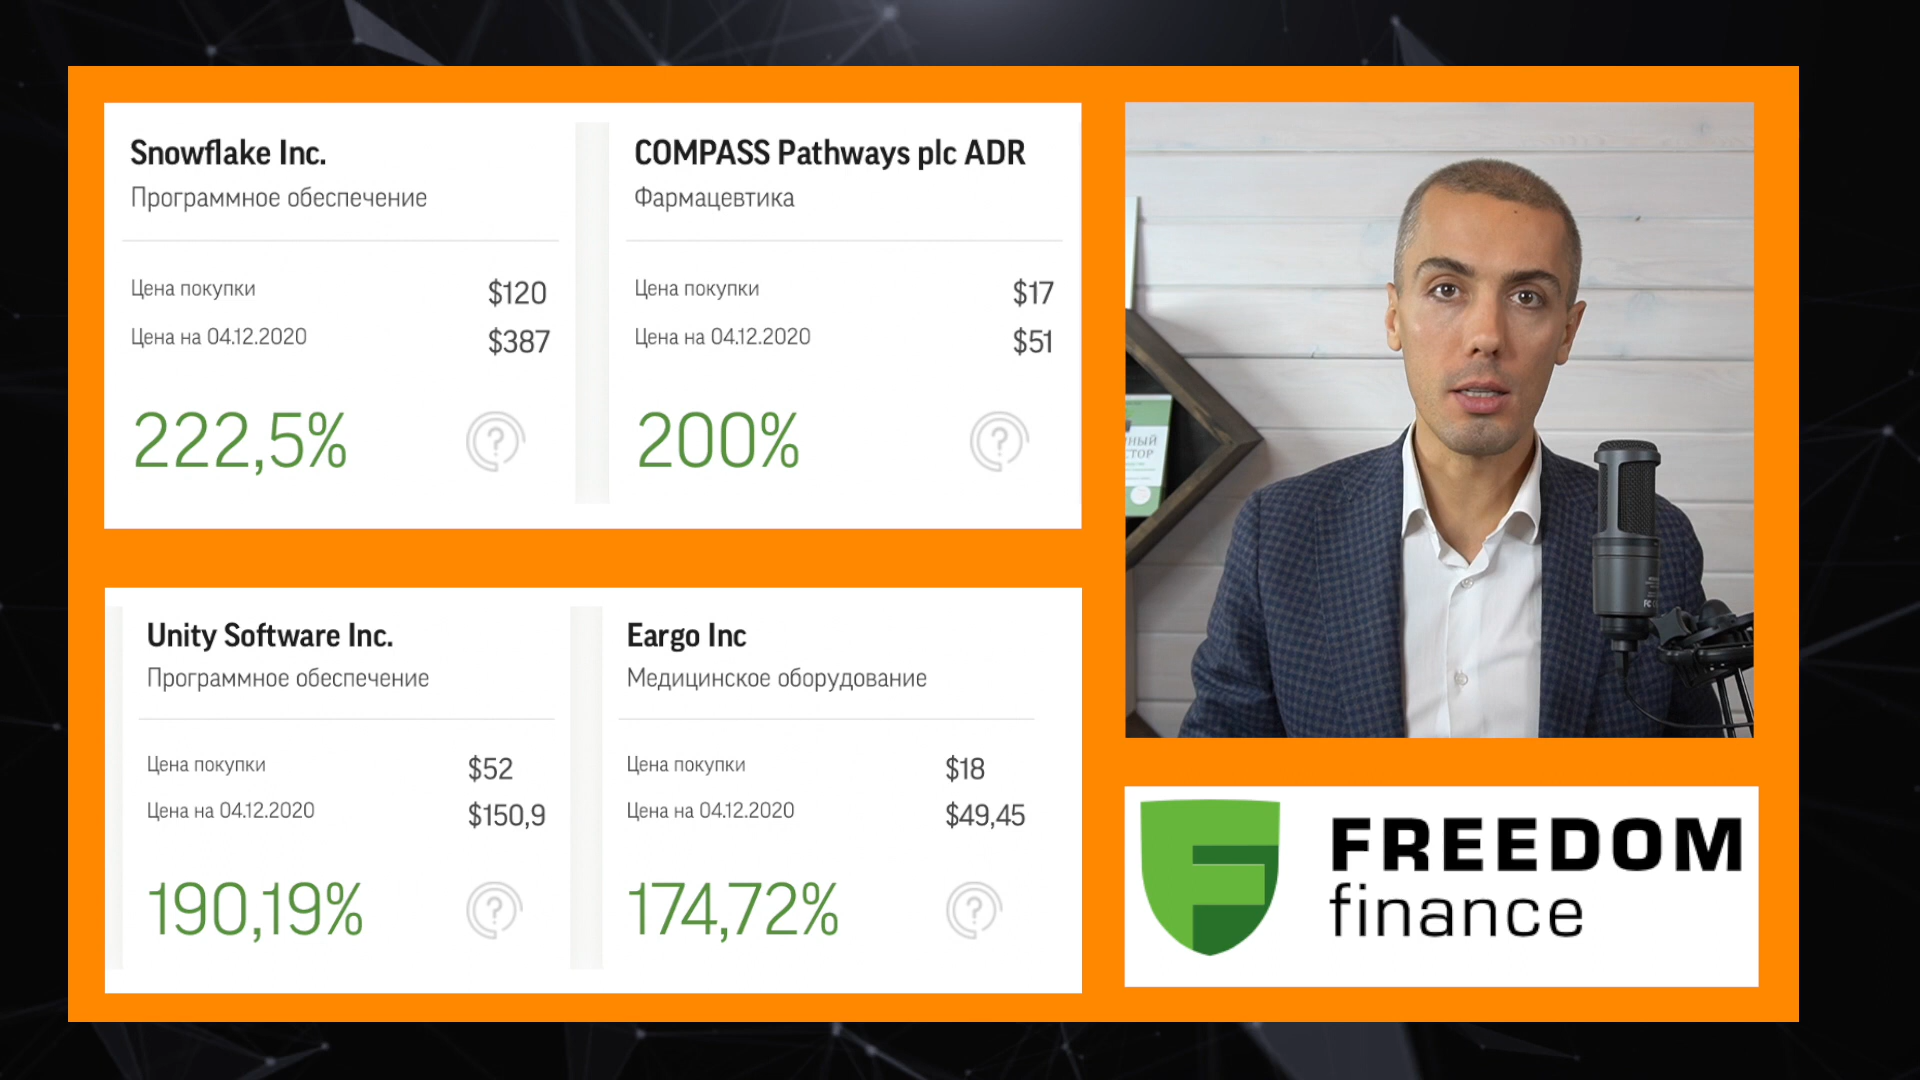 Snowflake Inc.
Программное обеспечение
Цена покупки $120
Цена на 04.12.2020 $387
222,5%
COMPASS Pathways plc ADR
Фармацевтика
Цена покупки $17
Цена на 04.12.2020 $51
200%
Unity Software Inc.
Программное обеспечение
Цена покупки $52
Цена на 04.12.2020 $150,9
190,19%
Eargo Inc
Медицинское оборудование
Цена покупки $18
Цена на 04.12.2020 $49,45
174,72%
FREEDOM
finance